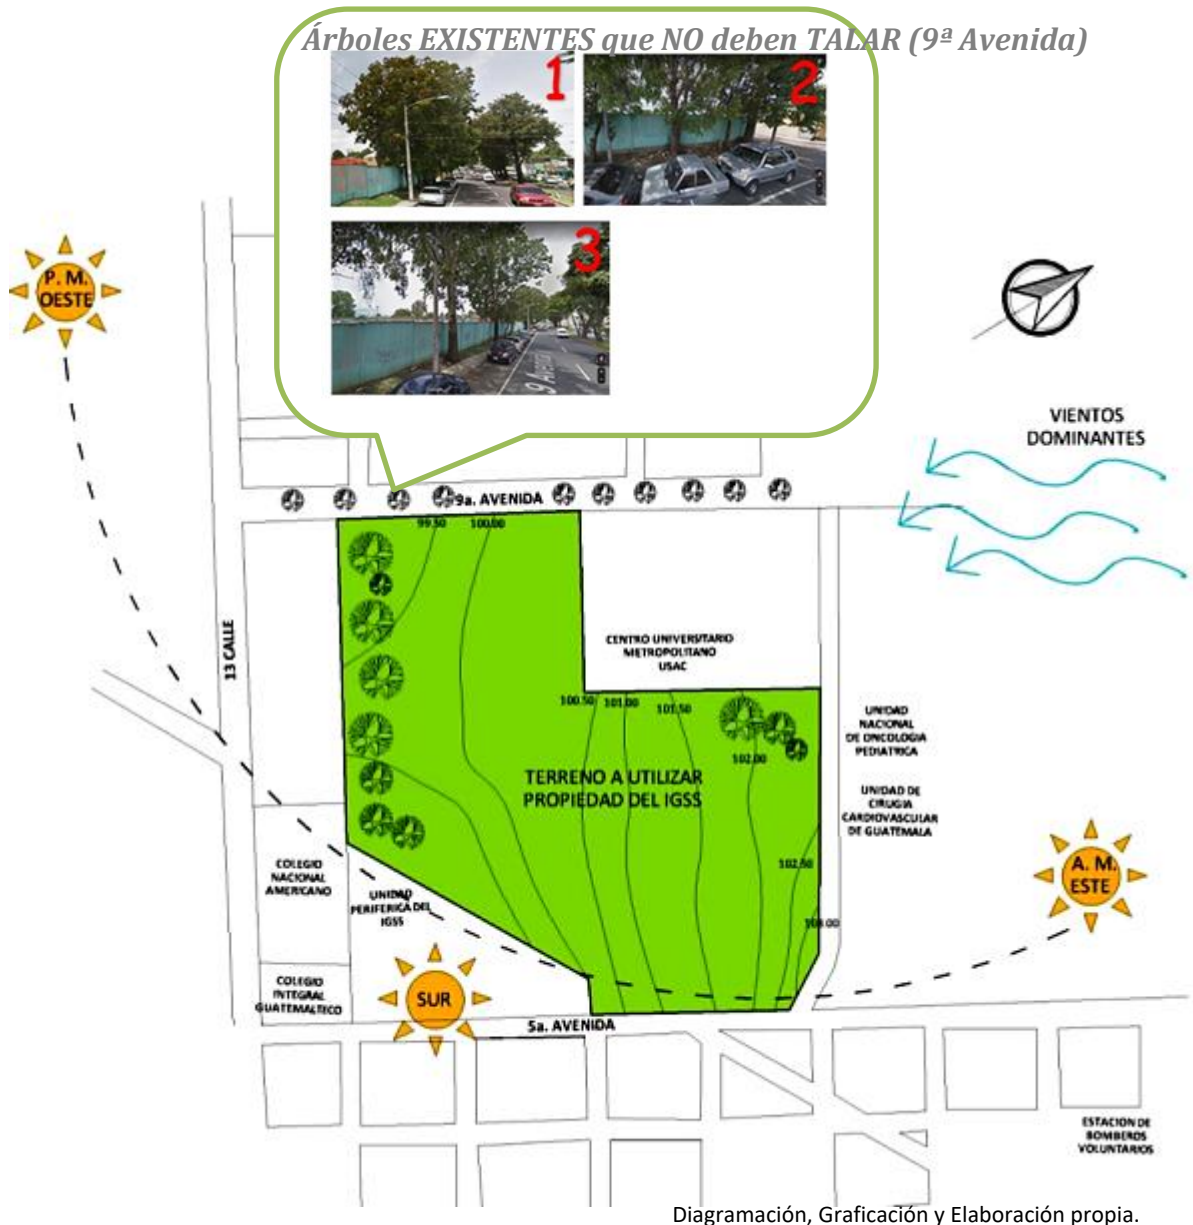 Árboles EXISTENTES que NO deben TALAR (9ª Avenida)
1
2
3
9 Avenida
P. M.
OESTE
VIENTOS
DOMINANTES
9a. AVENIDA
99.50
100.00
13 CALLE
CENTRO UNIVERSITARIO
METROPOLITANO
USAC
100.50
101.00
101.50
102.00
UNIDAD
NACIONAL
DE ONCOLOGIA
PEDIATRICA
TERRENO A UTILIZAR
PROPIEDAD DEL IGSS
UNIDAD DE
CIRUGIA
CARDIOVASCULAR
DE GUATEMALA
102.50
A. M.
ESTE
COLEGIO
NACIONAL
AMERICANO
UNIDAD
PERIFERICA DEL
IGSS
103.00
COLEGIO
INTEGRAL
GUATEMALTECO
SUR
5a. AVENIDA
ESTACION DE
BOMBEROS
VOLUNTARIOS
Diagramación, Graficación y Elaboración propia.